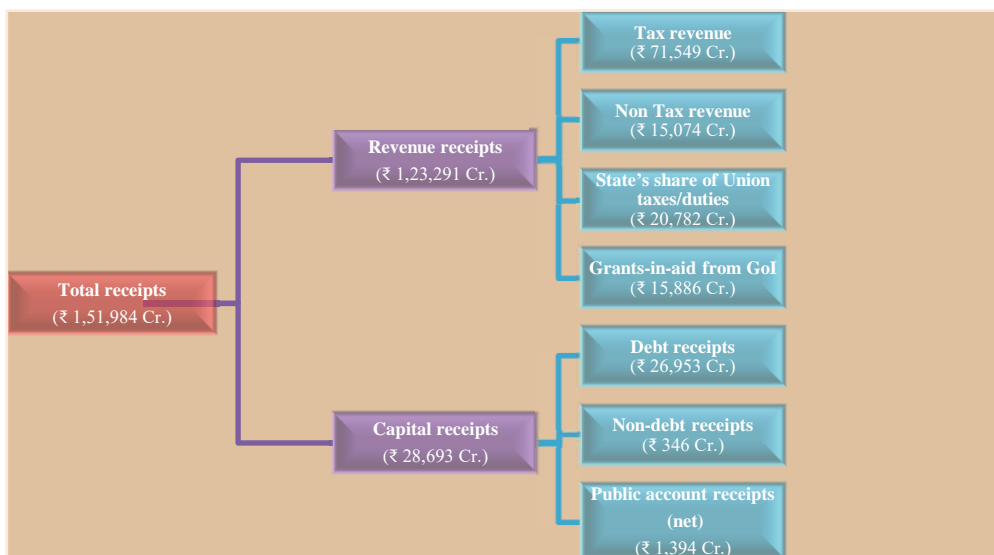 Total receipts
(₹ 1,51,984 Cr.)
Revenue receipts
(₹ 1,23,291 Cr.)
Tax revenue
(₹ 71,549 Cr.)
Non Tax revenue
(₹ 15,074 Cr.)
State's share of Union
taxes/duties
(₹ 20,782 Cr.)
Grants-in-aid from GoI
(₹ 15,886 Cr.)
Capital receipts
(₹ 28,693 Cr.)
Debt receipts
(₹ 26,953 Cr.)
Non-debt receipts
(₹ 346 Cr.)
Public account receipts
(net)
(₹ 1,394 Cr.)